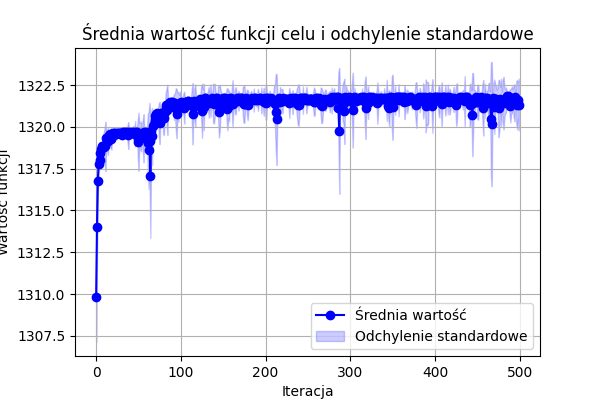 Średnia wartość funkcji celu i odchylenie standardowe
Wartość funkcji
1322.5
1320.0
1317.5
1315.0
1312.5
1310.0
1307.5
Średnia wartość
Odchylenie standardowe
0 100 200 300 400 500
Iteracja